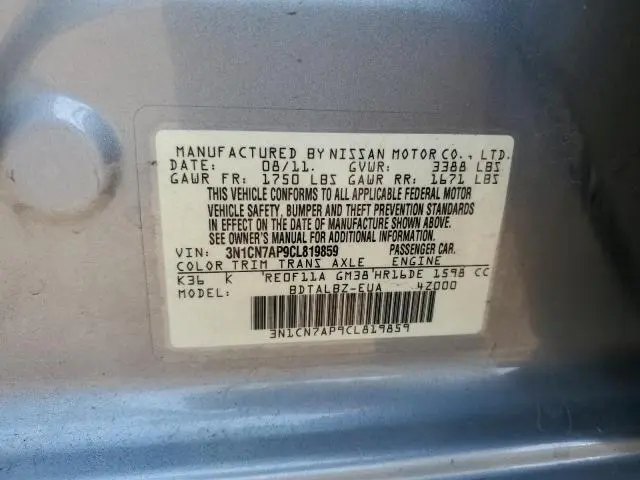 MANUFACTURED BY NISSAN MOTOR CO., LTD.
DATE: 08/11. GVWR: 3388 LBS
GAWR FR: 1750 LBS GAWR RR: 1671 LBS
THIS VEHICLE CONFORMS TO ALL APPLICABLE FEDERAL MOTOR
VEHICLE SAFETY, BUMPER AND THEFT PREVENTION STANDARDS
IN EFFECT ON THE DATE OF MANUFACTURE SHOWN ABOVE.
SEE OWNER'S MANUAL FOR ADDITIONAL INFORMATION
VIN: 3N1CN7AP9CL819859 PASSENGER CAR.
COLOR TRIM TRANS AXLE ENGINE
K36 K RE0F11A GM38 HR16DE 1598 CC
MODEL: BDTALBZ-EUA 4Z000
3N1CN7AP9CL819859